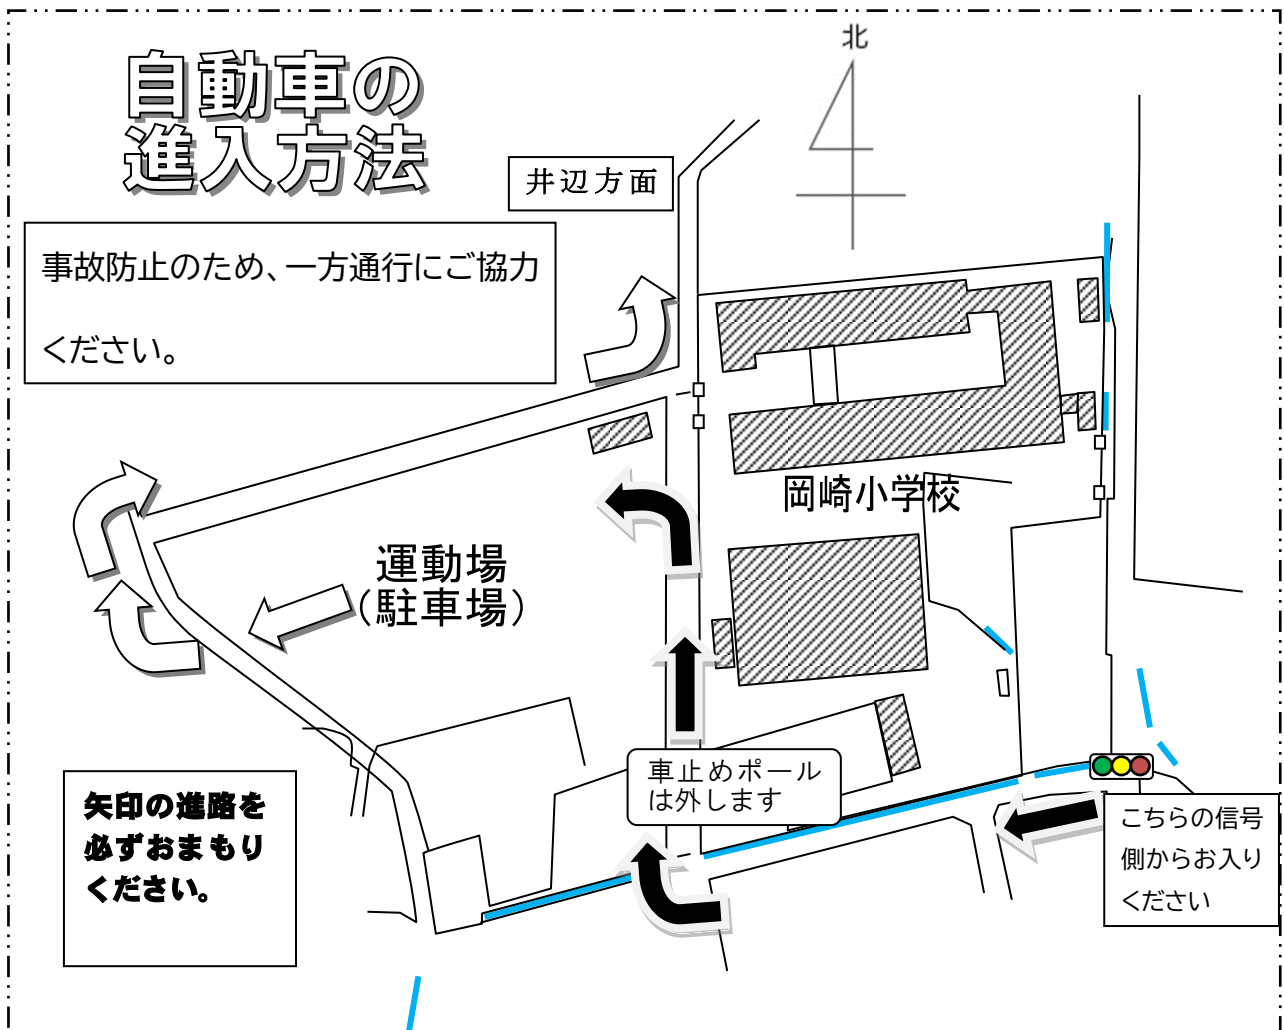 自動車の
進入方法
北
井辺方面
事故防止のため、一方通行にご協力
ください。
岡崎小学校
運動場
（駐車場）
車止めポール
は外します
矢印の進路を
必ずおまもり
ください。
こちらの信号
側からお入り
ください